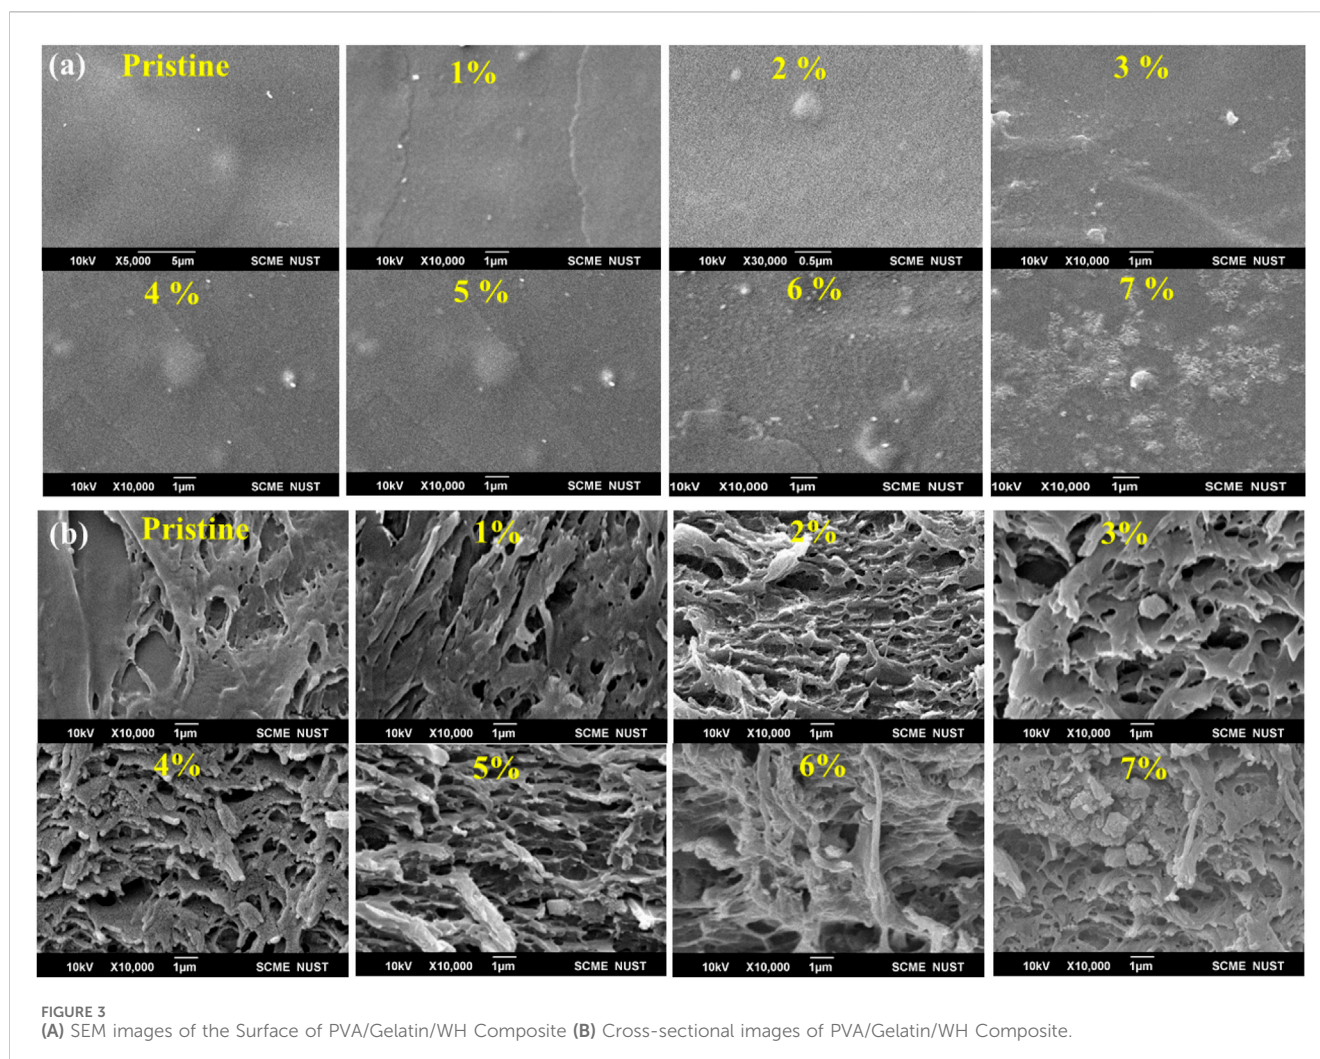 (a) Pristine 1% 2 % 3 %
10kV X5,000 5μm SCME NUST 10kV X10,000 1μm SCME NUST 10kV X30,000 0.5μm SCME NUST 10kV X10,000 1μm SCME NUST
4 % 5 % 6 % 7 %
10kV X10,000 1μm SCME NUST 10kV X10,000 1μm SCME NUST 10kV X10,000 1μm SCME NUST 10kV X10,000 1μm SCME NUST
(b) Pristine 1% 2% 3%
10kV X10,000 1μm SCME NUST 10kV X10,000 1μm SCME NUST 10kV X10,000 1μm SCME NUST 10kV X10,000 1μm SCME NUST
4% 5% 6% 7%
10kV X10,000 1μm SCME NUST 10kV X10,000 1μm SCME NUST 10kV X10,000 1μm SCME NUST 10kV X10,000 1μm SCME NUST
FIGURE 3
(A) SEM images of the Surface of PVA/Gelatin/WH Composite (B) Cross-sectional images of PVA/Gelatin/WH Composite.